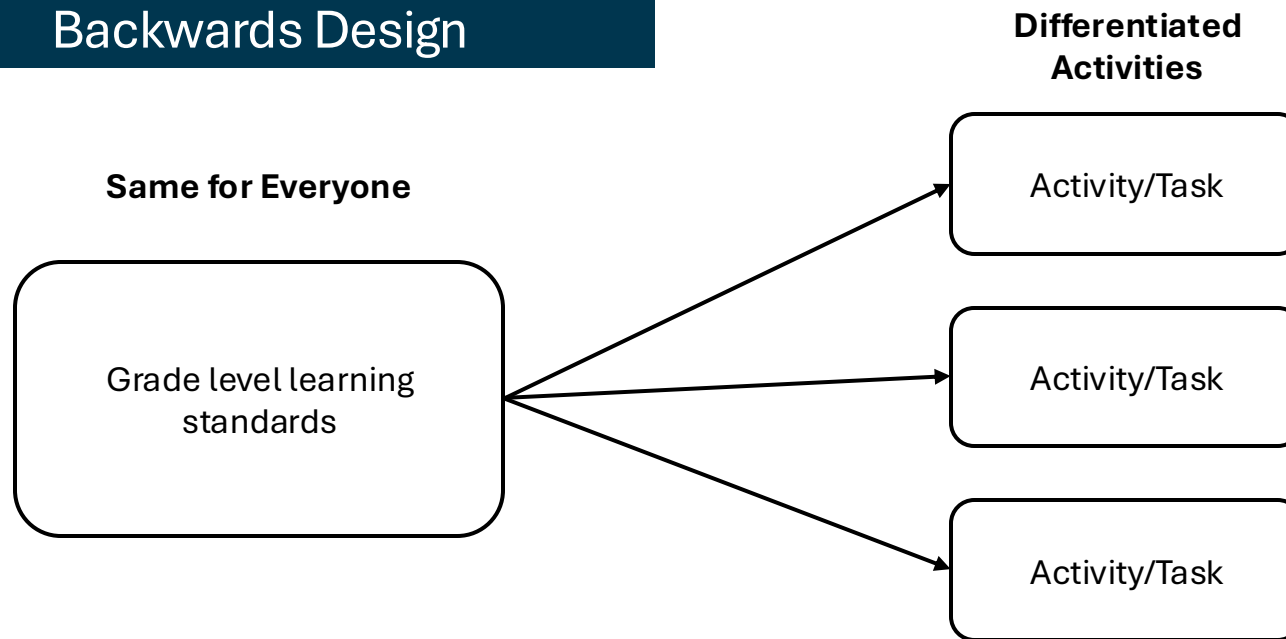 Backwards Design
Differentiated
Activities
Same for Everyone
Activity/Task
Grade level learning
standards
Activity/Task
Activity/Task